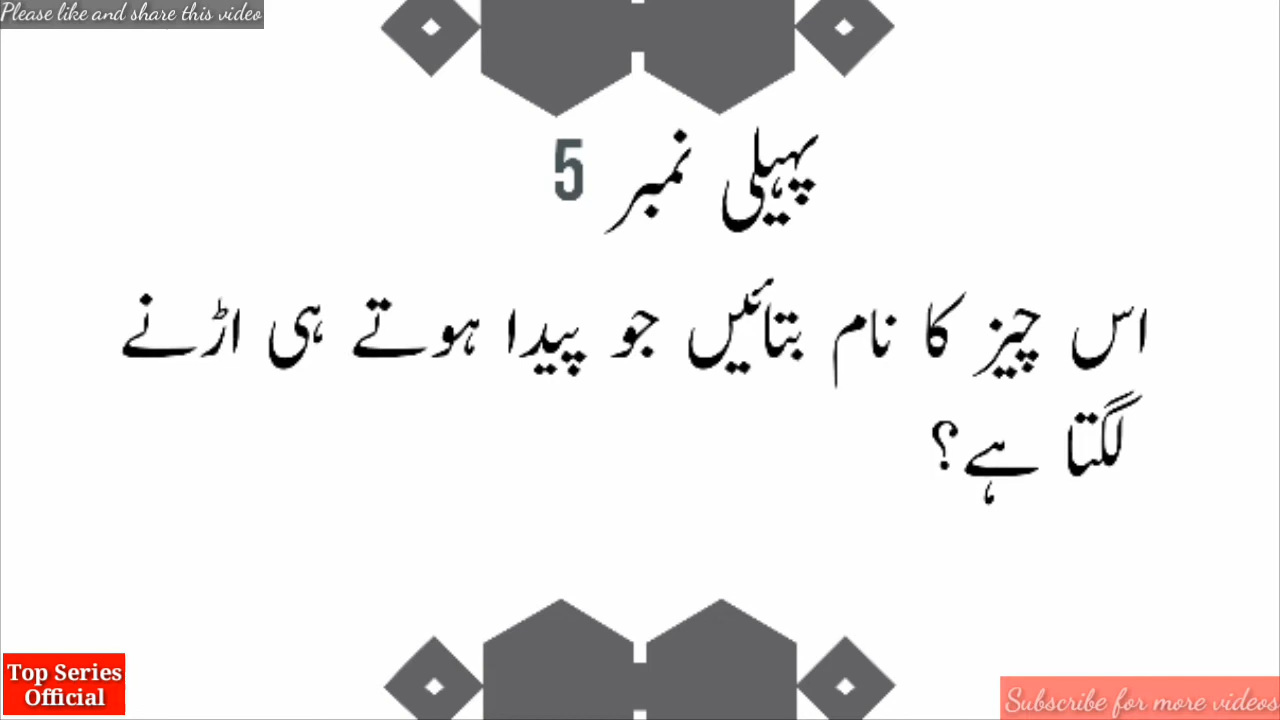 Please like and share this video
پہیلی نمبر 5
اس چیز کا نام بتائیں جو پیدا ہوتے ہی اڑنے
لگتا ہے؟
Top Series
Official
Subscribe for more videos